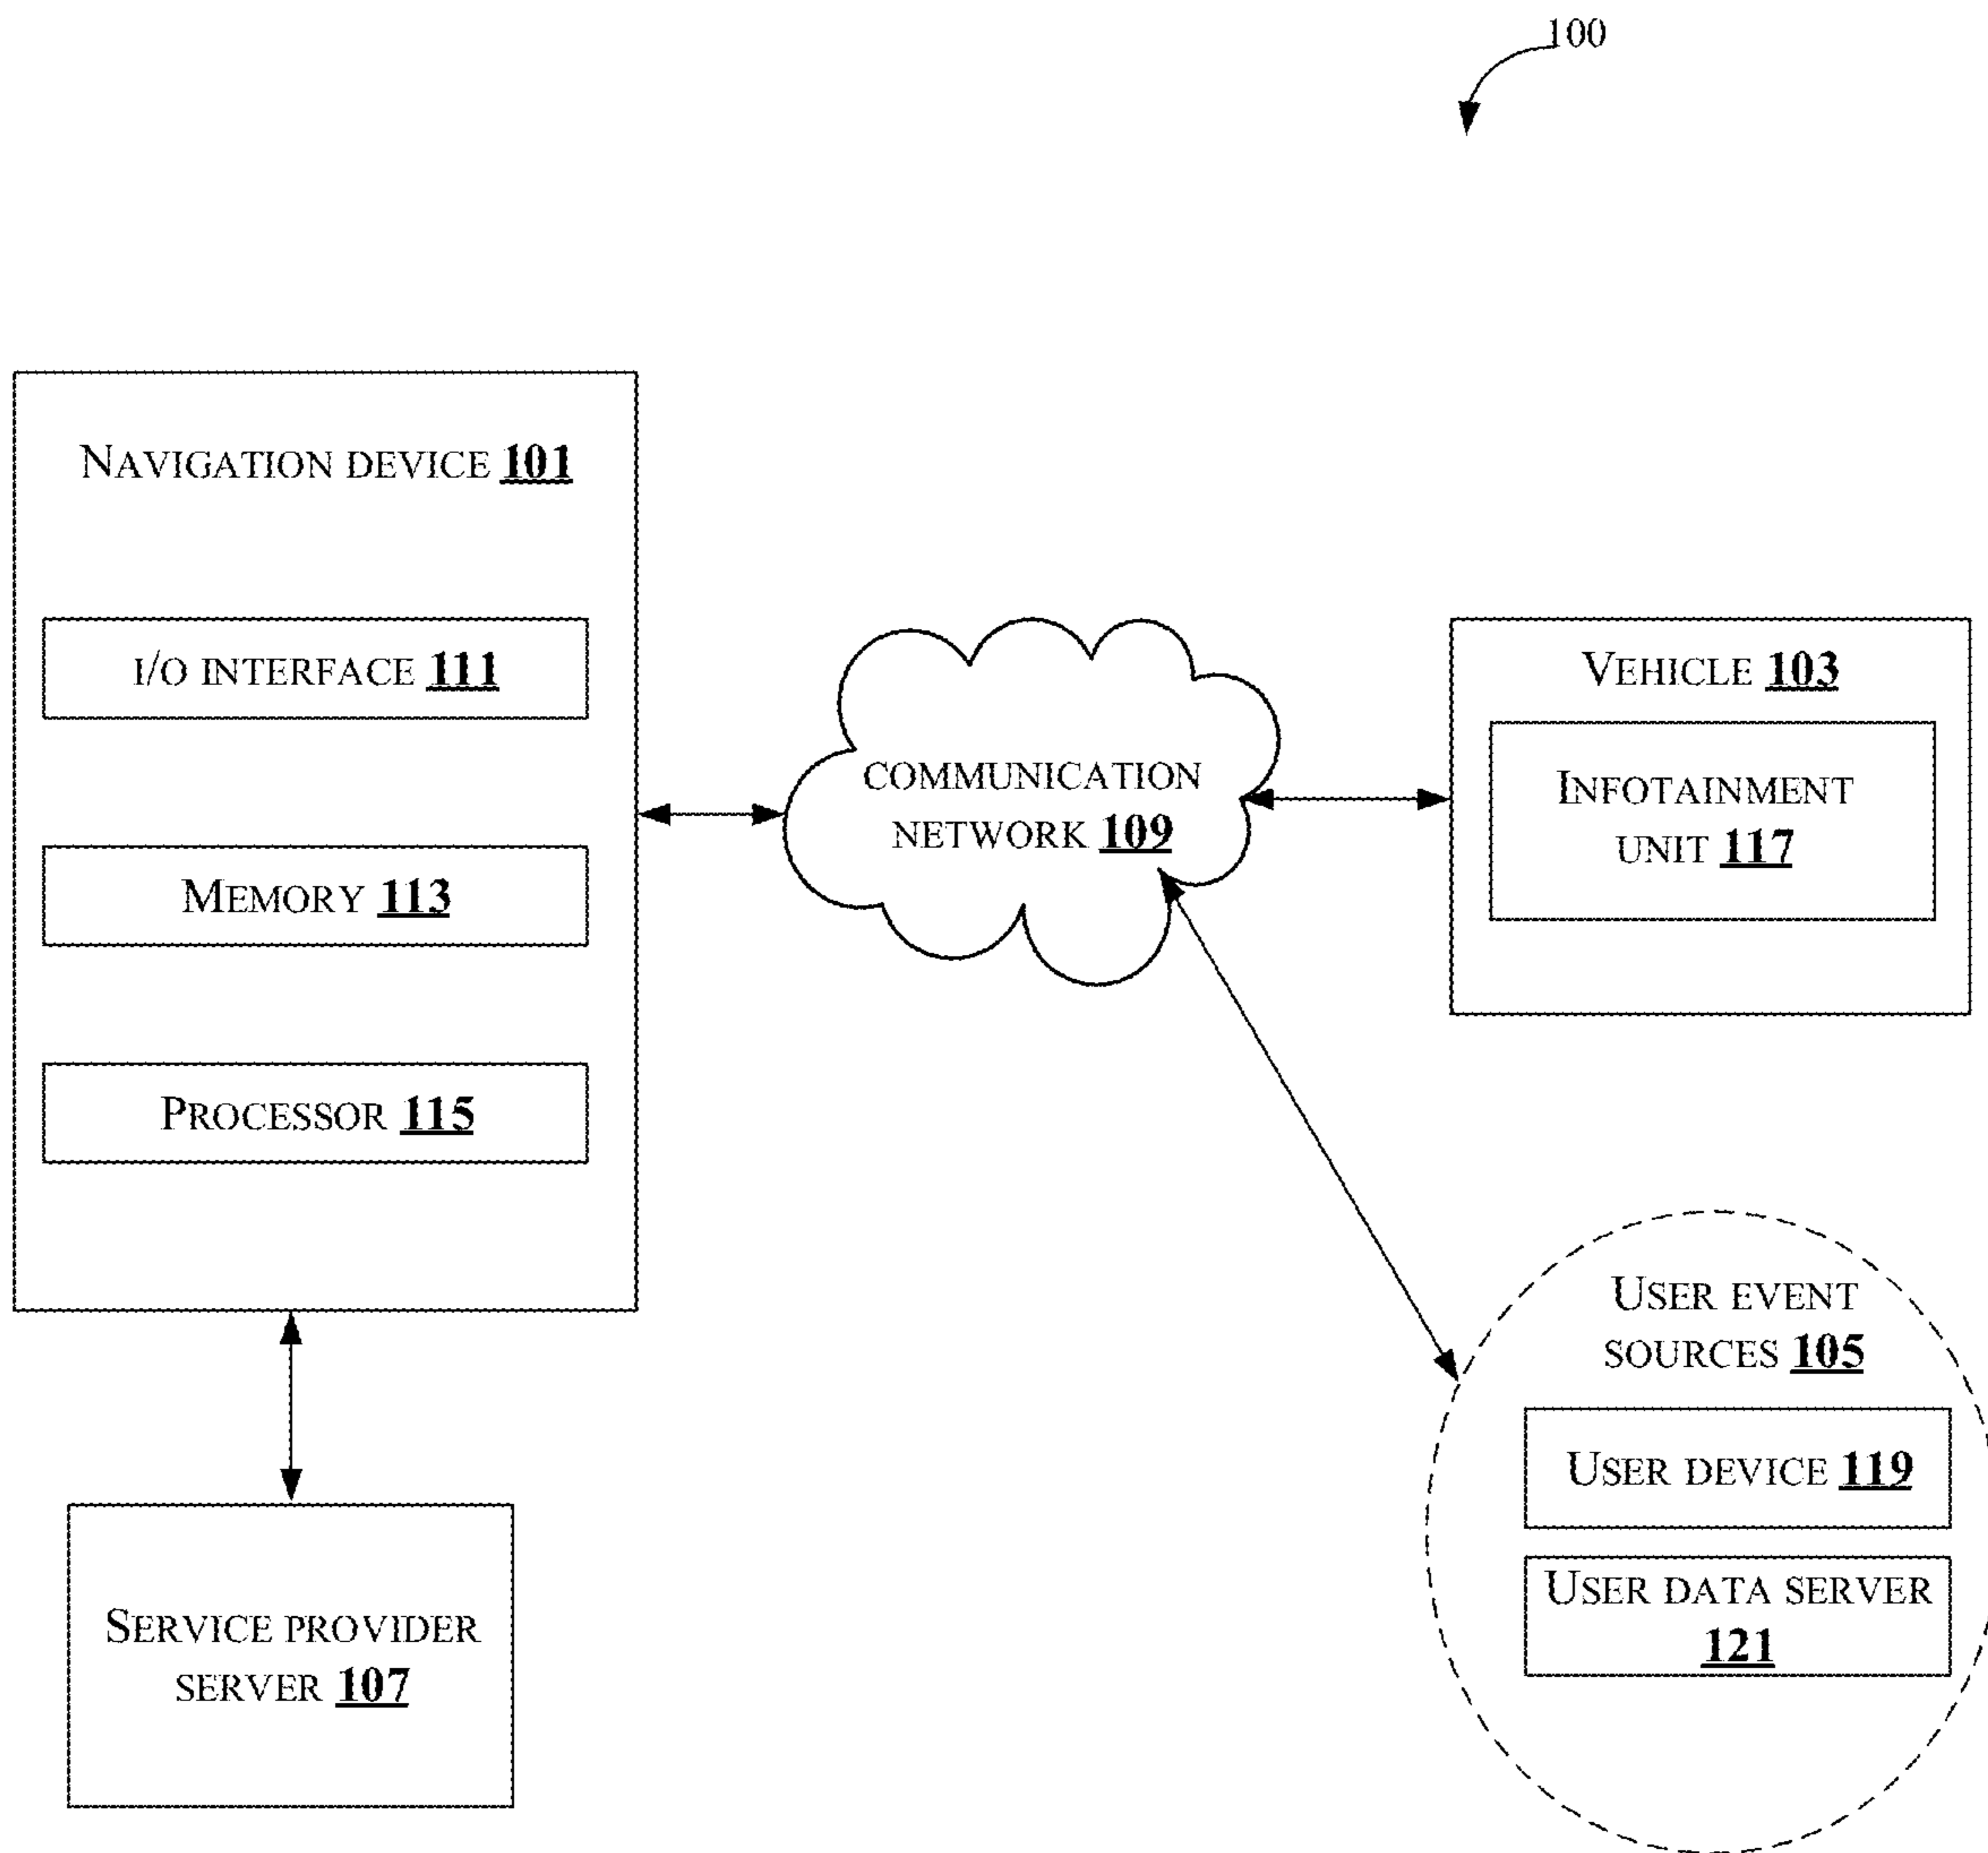 100
NAVIGATION DEVICE 101
I/O INTERFACE 111
MEMORY 113
PROCESSOR 115
SERVICE PROVIDER
SERVER 107
COMMUNICATION
NETWORK 109
VEHICLE 103
INFOTAINMENT
UNIT 117
USER EVENT
SOURCES 105
USER DEVICE 119
USER DATA SERVER
121